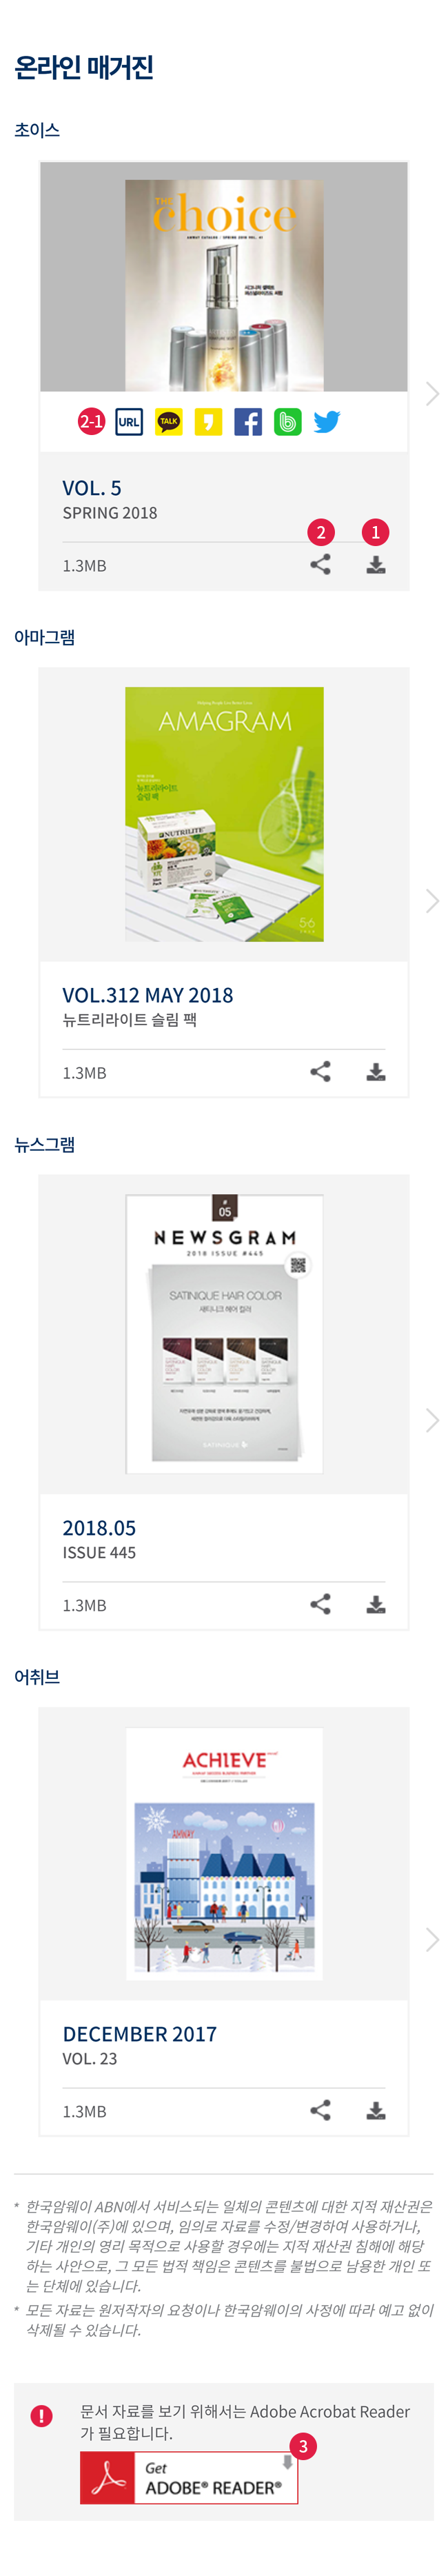 온라인 매거진
초이스
THE
choice
AMWAY CATALOG | SPRING 2018 VOL. 41
2-1
URL
TALK
VOL. 5
SPRING 2018
2
1
1.3MB
아마그램
AMAGRAM
뉴트리라이트
슬림 팩
NUTRILITE
56
VOL.312 MAY 2018
뉴트리라이트 슬림 팩
1.3MB
뉴스그램
#
05
NEWSGRAM
2018 ISSUE #445
SATINIQUE HAIR COLOR
새티니크 헤어 컬러
SATINIQUE
2018.05
ISSUE 445
1.3MB
어취브
ACHIEVE
AMWAY
DECEMBER 2017
VOL. 23
1.3MB
* 한국암웨이 ABN에서 서비스되는 일체의 콘텐츠에 대한 지적 재산권은
한국암웨이(주)에 있으며, 임의로 자료를 수정/변경하여 사용하거나,
기타 개인의 영리 목적으로 사용할 경우에는 지적 재산권 침해에 해당
하는 사안으로, 그 모든 법적 책임은 콘텐츠를 불법으로 남용한 개인 또
는 단체에 있습니다.
* 모든 자료는 원저작자의 요청이나 한국암웨이의 사정에 따라 예고 없이
삭제될 수 있습니다.
문서 자료를 보기 위해서는 Adobe Acrobat Reader
가 필요합니다.
3
Get
ADOBE® READER®